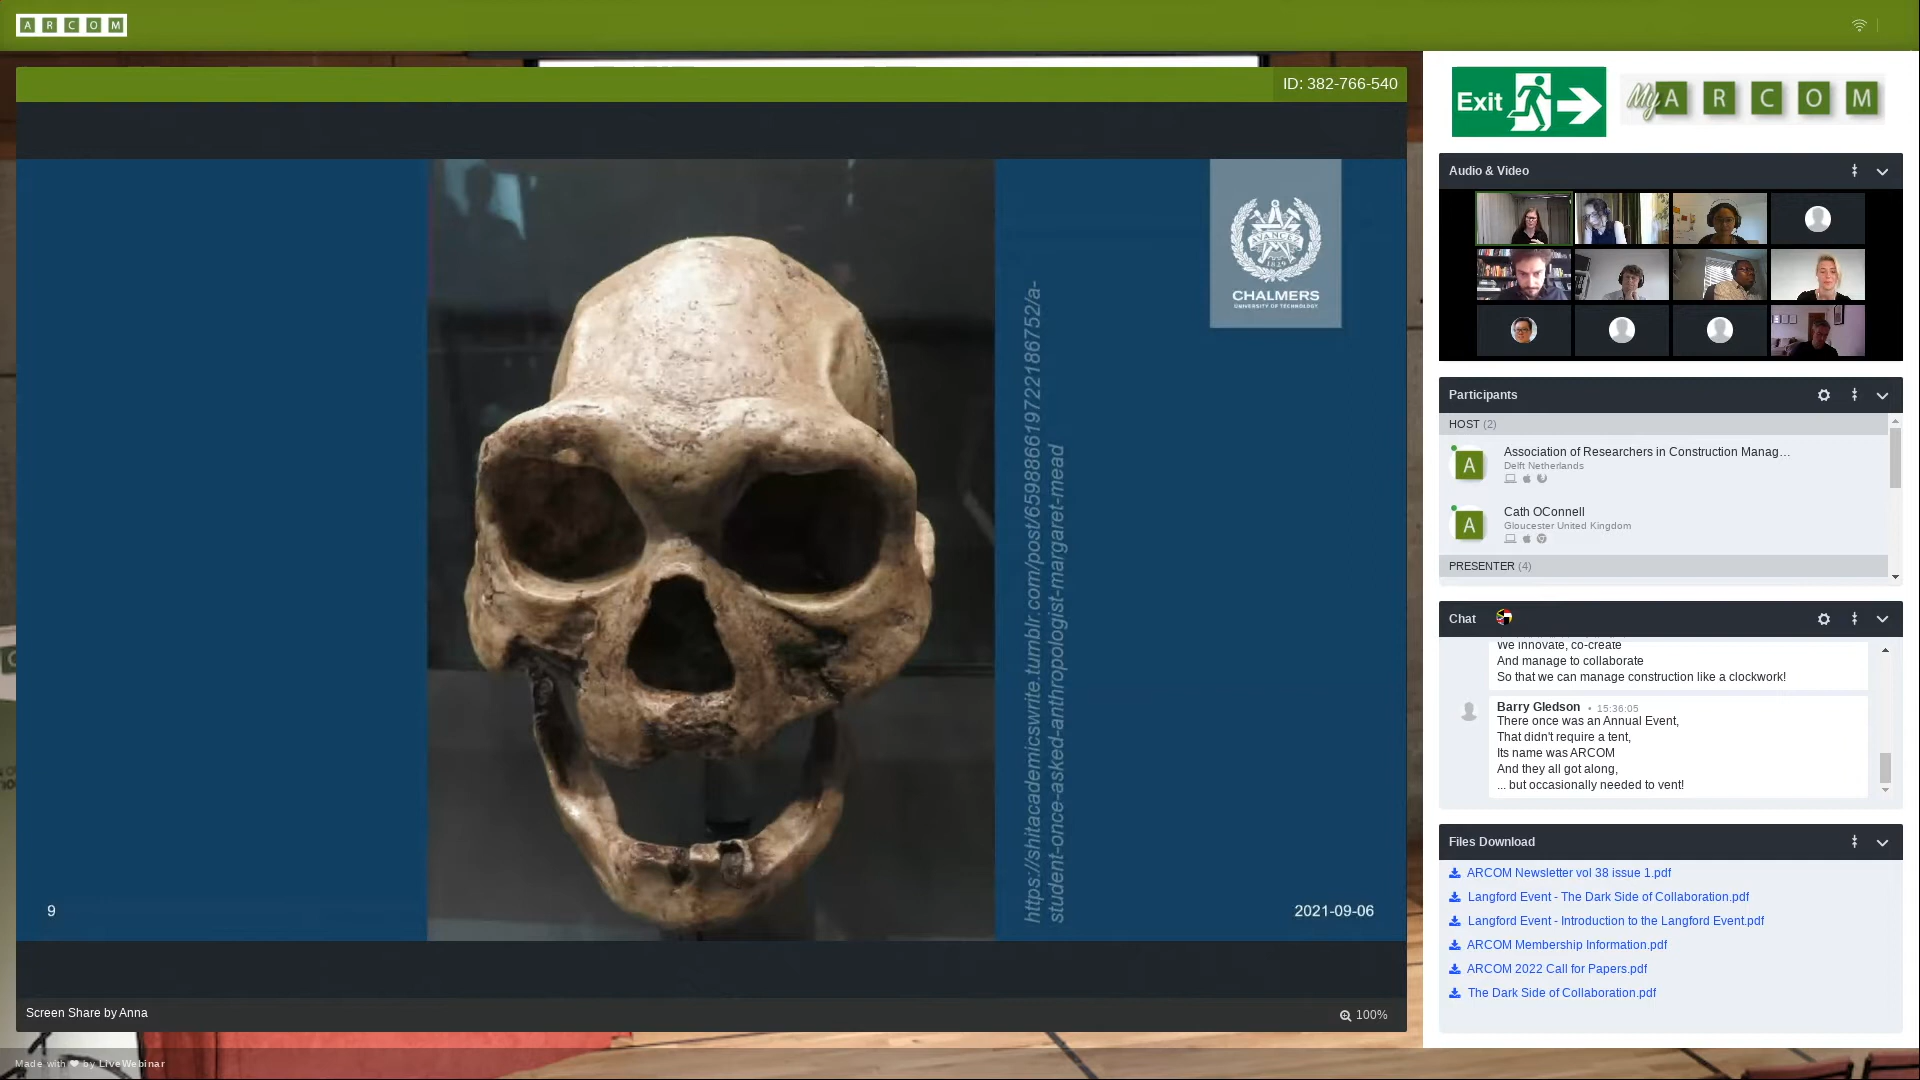 ARCOM
ID: 382-766-540
AVANCEZ
1829
CHALMERS
UNIVERSITY OF TECHNOLOGY
https://shitacademicswrite.tumblr.com/post/659886619722186752/a-
student-once-asked-anthropologist-margaret-mead
9
2021-09-06
Screen Share by Anna
100%
Made with ❤ by LiveWebinar
Exit
My ARCOM
Audio & Video
Participants
HOST (2)
A
Association of Researchers in Construction Manag…
Delft Netherlands
A
Cath OConnell
Gloucester United Kingdom
PRESENTER (4)
Chat
We innovate, co-create
And manage to collaborate
So that we can manage construction like a clockwork!
Barry Gledson • 15:36:05
There once was an Annual Event,
That didn't require a tent,
Its name was ARCOM
And they all got along,
... but occasionally needed to vent!
Files Download
ARCOM Newsletter vol 38 issue 1.pdf
Langford Event - The Dark Side of Collaboration.pdf
Langford Event - Introduction to the Langford Event.pdf
ARCOM Membership Information.pdf
ARCOM 2022 Call for Papers.pdf
The Dark Side of Collaboration.pdf